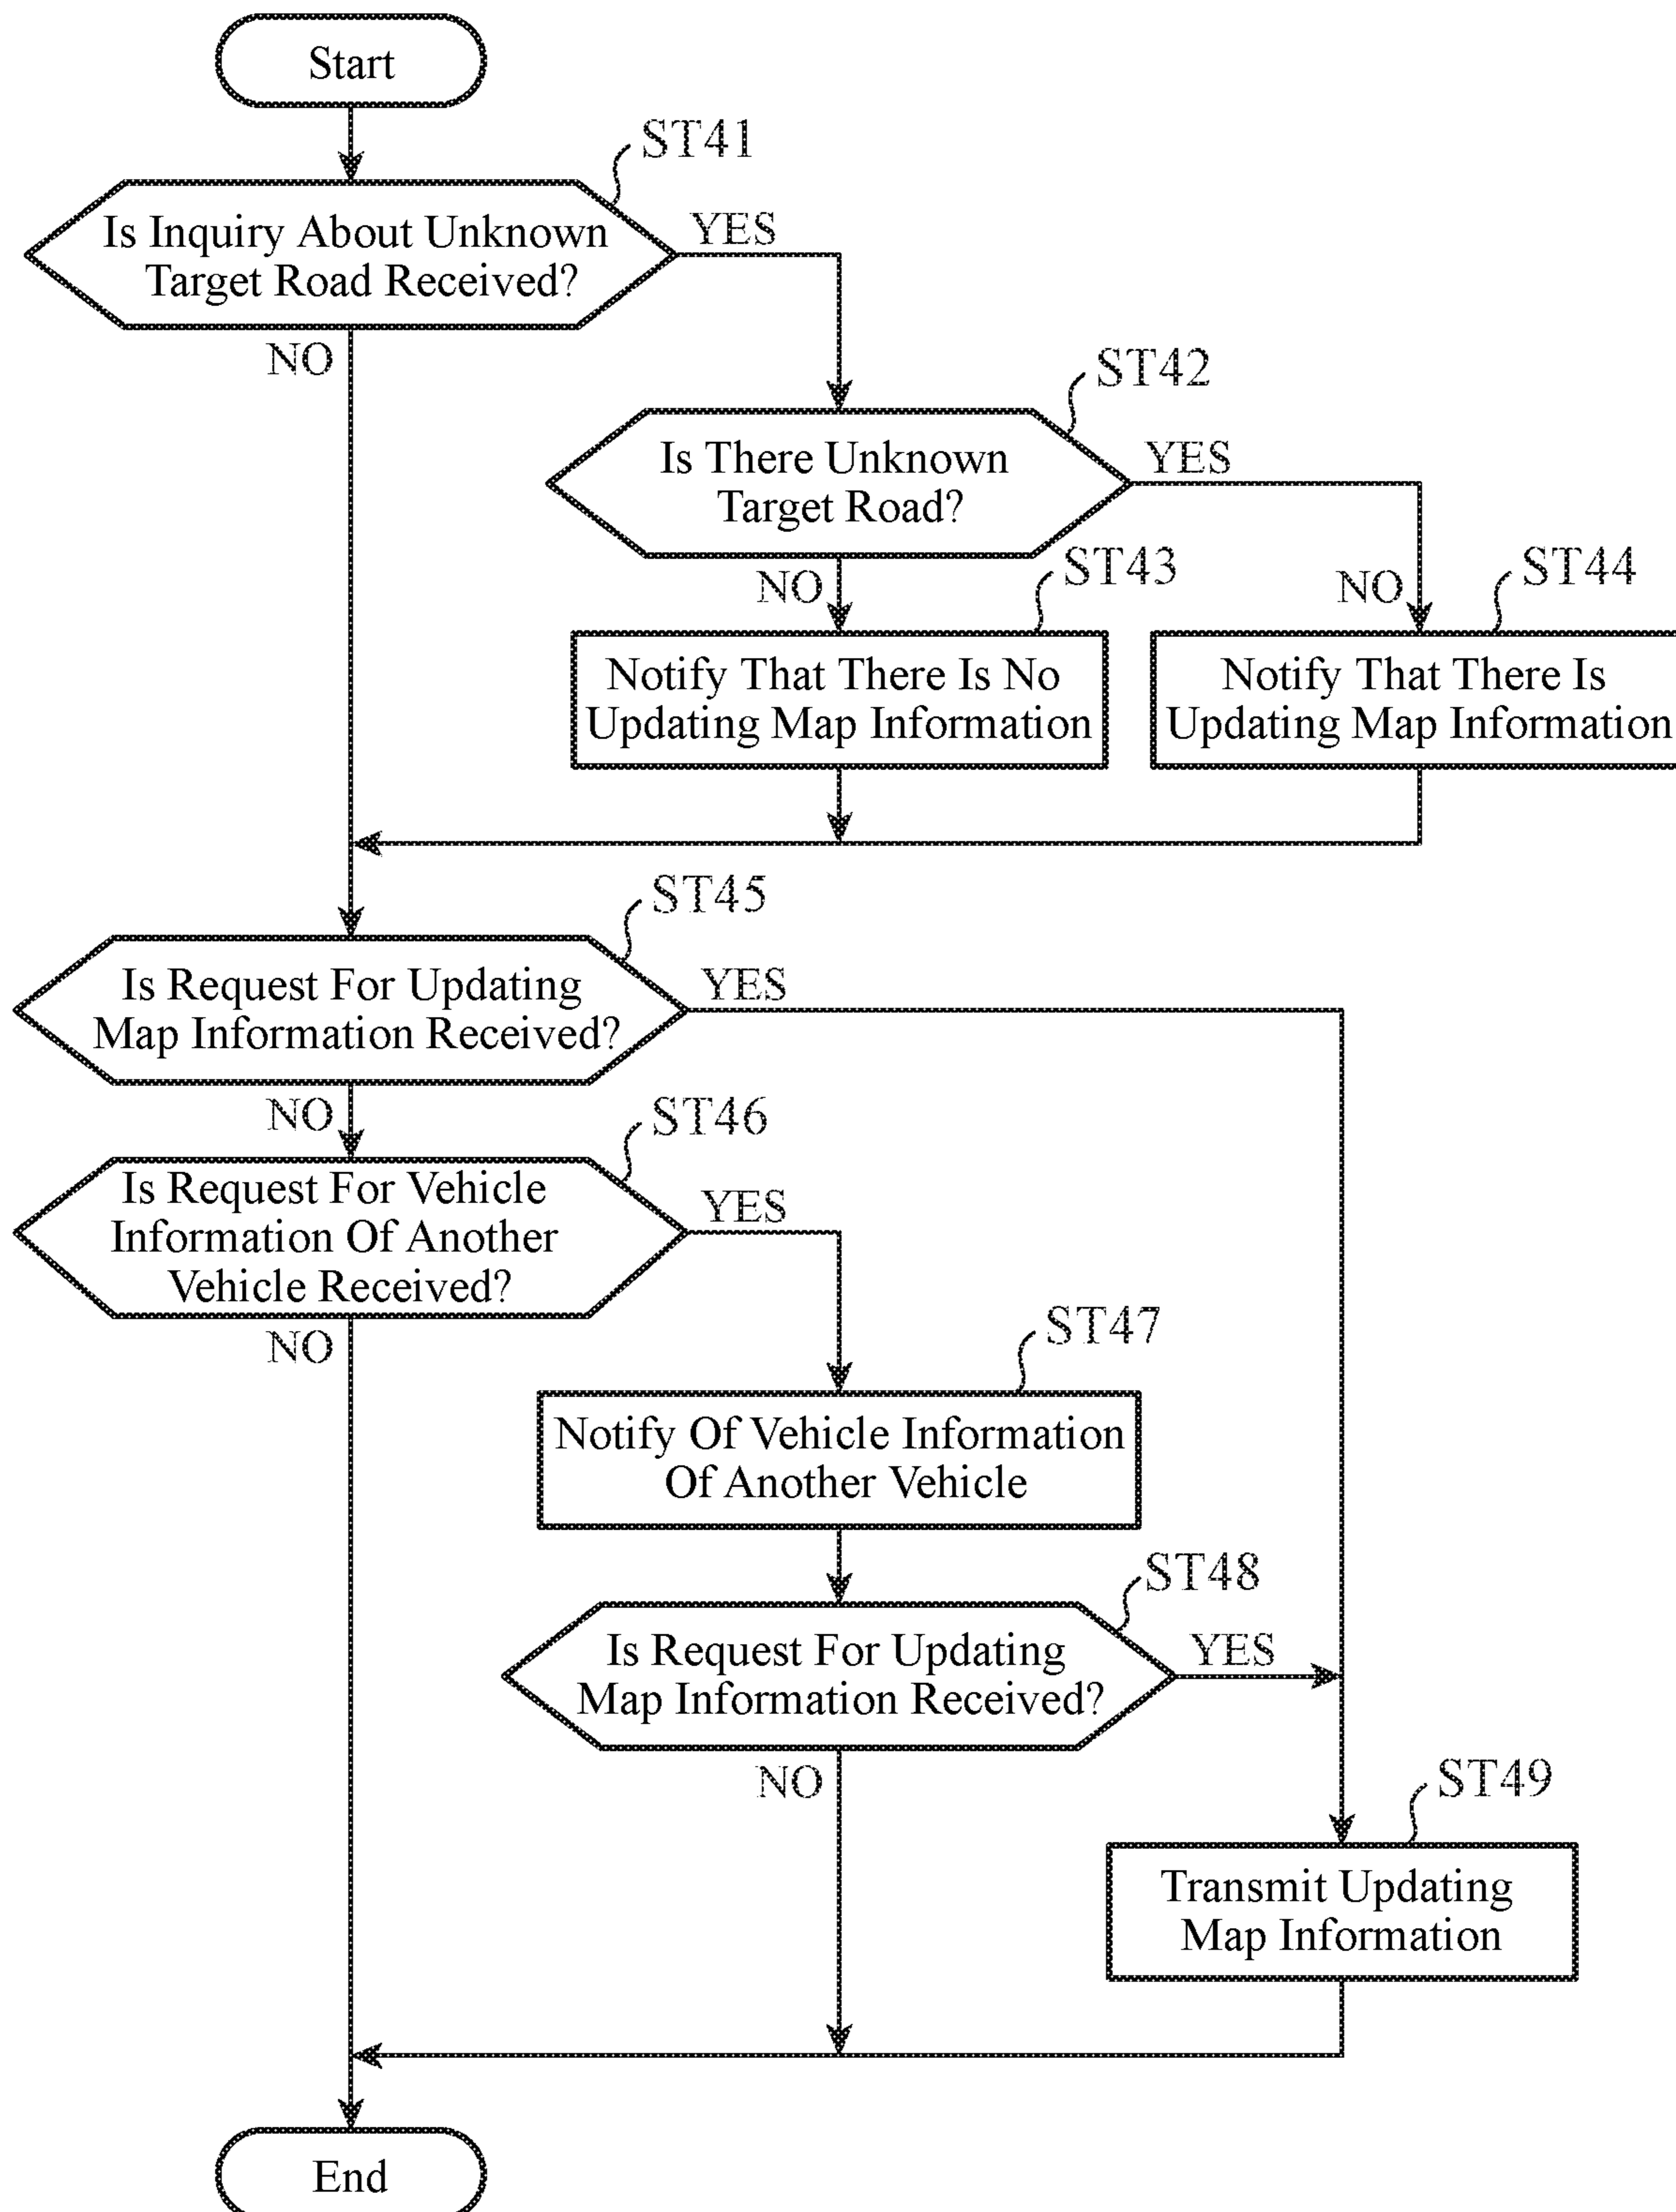 Start
ST41
Is Inquiry About Unknown
Target Road Received?
YES
NO
ST42
Is There Unknown
Target Road?
YES
NO
ST43
Notify That There Is No
Updating Map Information
NO
ST44
Notify That There Is
Updating Map Information
ST45
Is Request For Updating
Map Information Received?
YES
NO
ST46
Is Request For Vehicle
Information Of Another
Vehicle Received?
YES
NO
ST47
Notify Of Vehicle Information
Of Another Vehicle
ST48
Is Request For Updating
Map Information Received?
YES
NO
ST49
Transmit Updating
Map Information
End